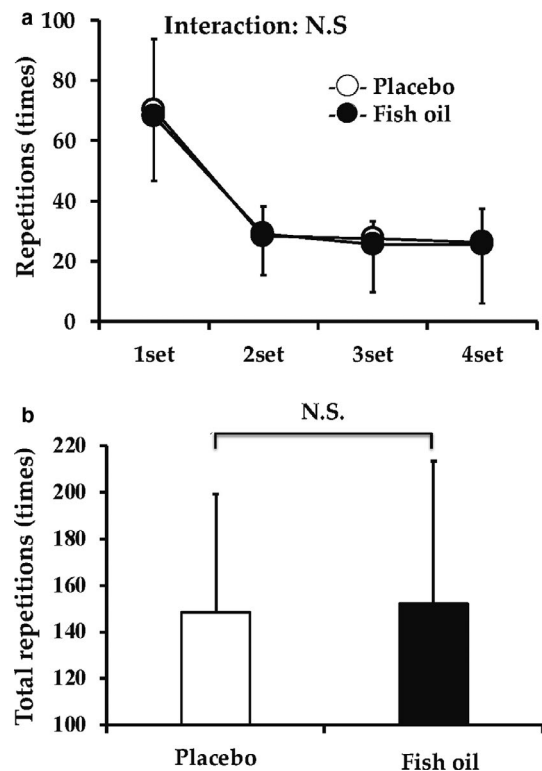 a
Interaction: N.S
-○- Placebo
-●- Fish oil
Repetitions (times)
100
80
60
40
20
0
1set 2set 3set 4set
b
N.S.
Total repetitions (times)
220
200
180
160
140
120
100
Placebo Fish oil